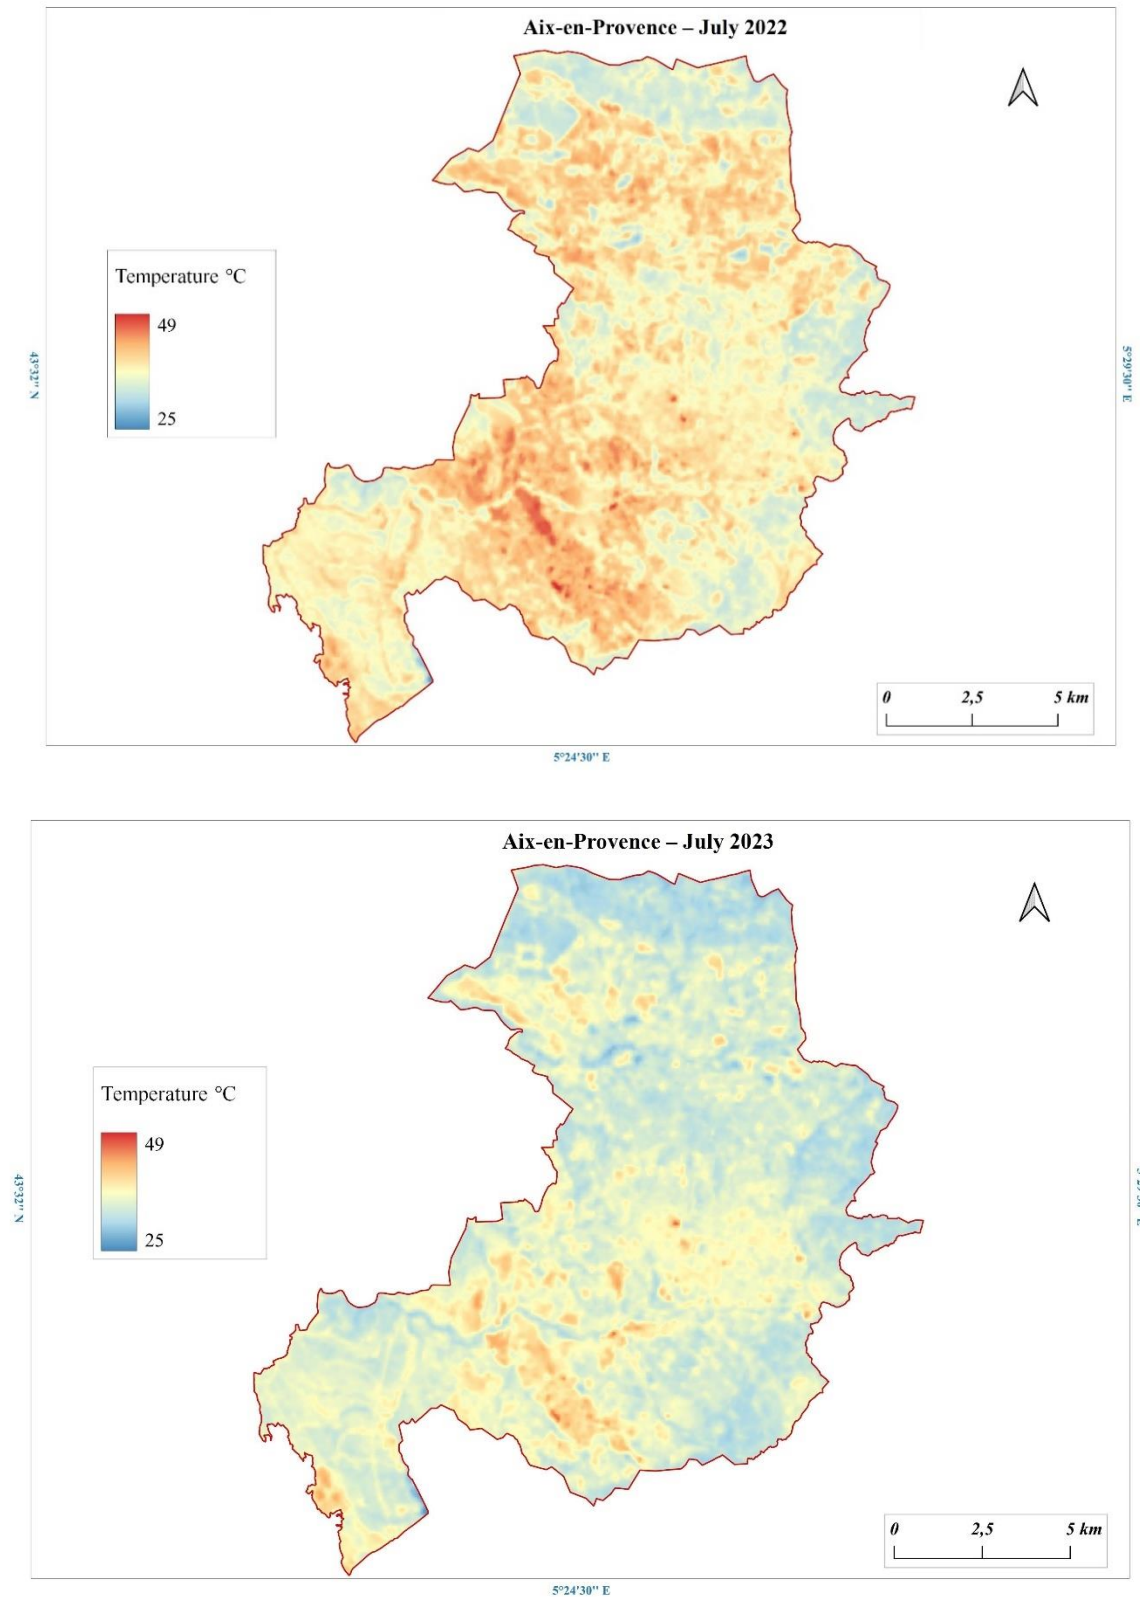 Aix-en-Provence – July 2022
Temperature °C
49
25
43°32'' N
5°29'30'' E
0 2,5 5 km
5°24'30'' E
Aix-en-Provence – July 2023
Temperature °C
49
25
43°32'' N
0 2,5 5 km
5°24'30'' E